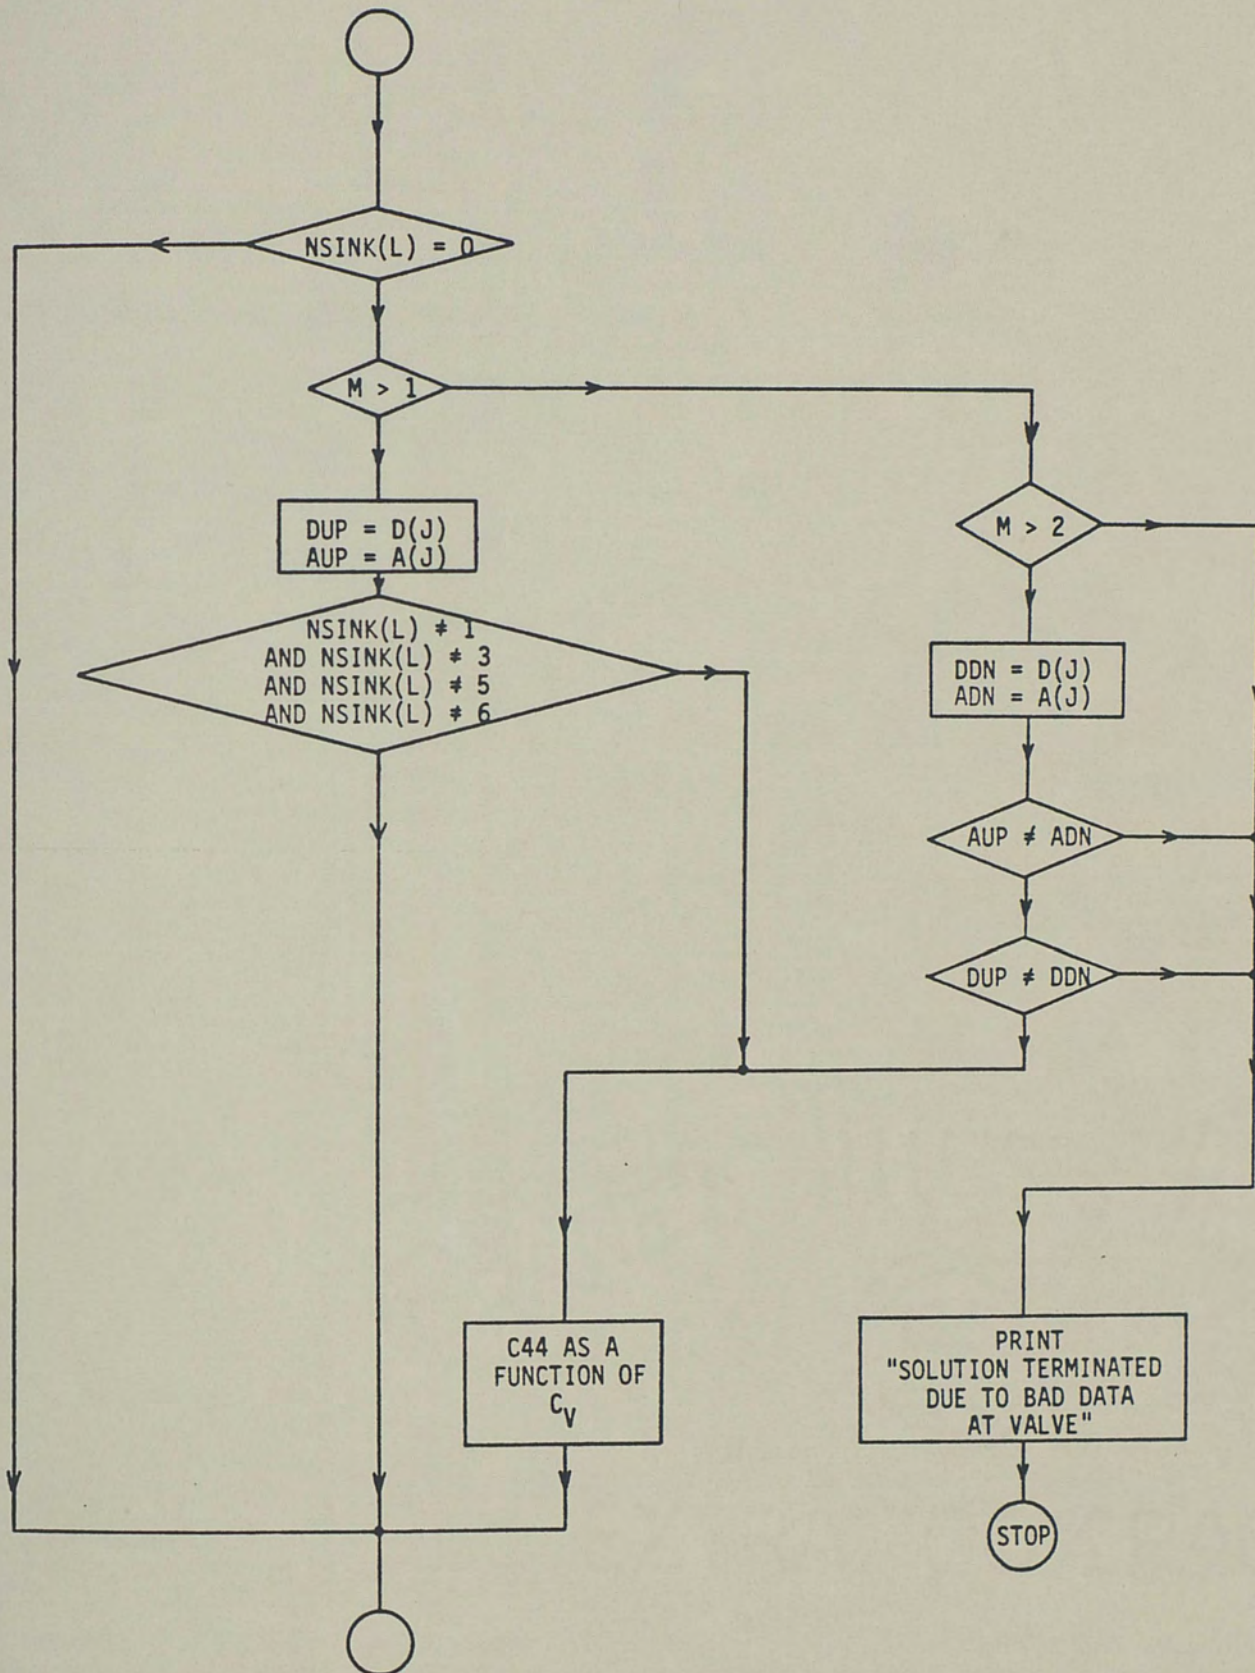 NSINK(L) = 0
M > 1
DUP = D(J)
AUP = A(J)
NSINK(L) ≠ 1
AND NSINK(L) ≠ 3
AND NSINK(L) ≠ 5
AND NSINK(L) ≠ 6
M > 2
DDN = D(J)
ADN = A(J)
AUP ≠ ADN
DUP ≠ DDN
C44 AS A
FUNCTION OF
CV
PRINT
"SOLUTION TERMINATED
DUE TO BAD DATA
AT VALVE"
STOP